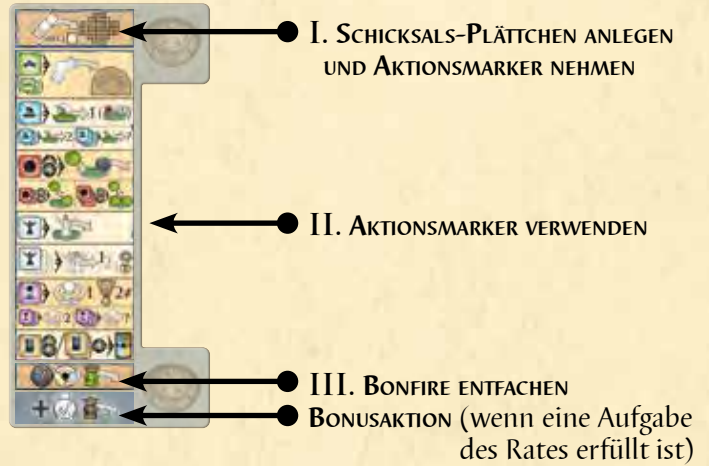 I. Schicksals-Plättchen anlegen
und Aktionsmarker nehmen
II. Aktionsmarker verwenden
III. Bonfire entfachen
Bonusaktion (wenn eine Aufgabe
des Rates erfüllt ist)